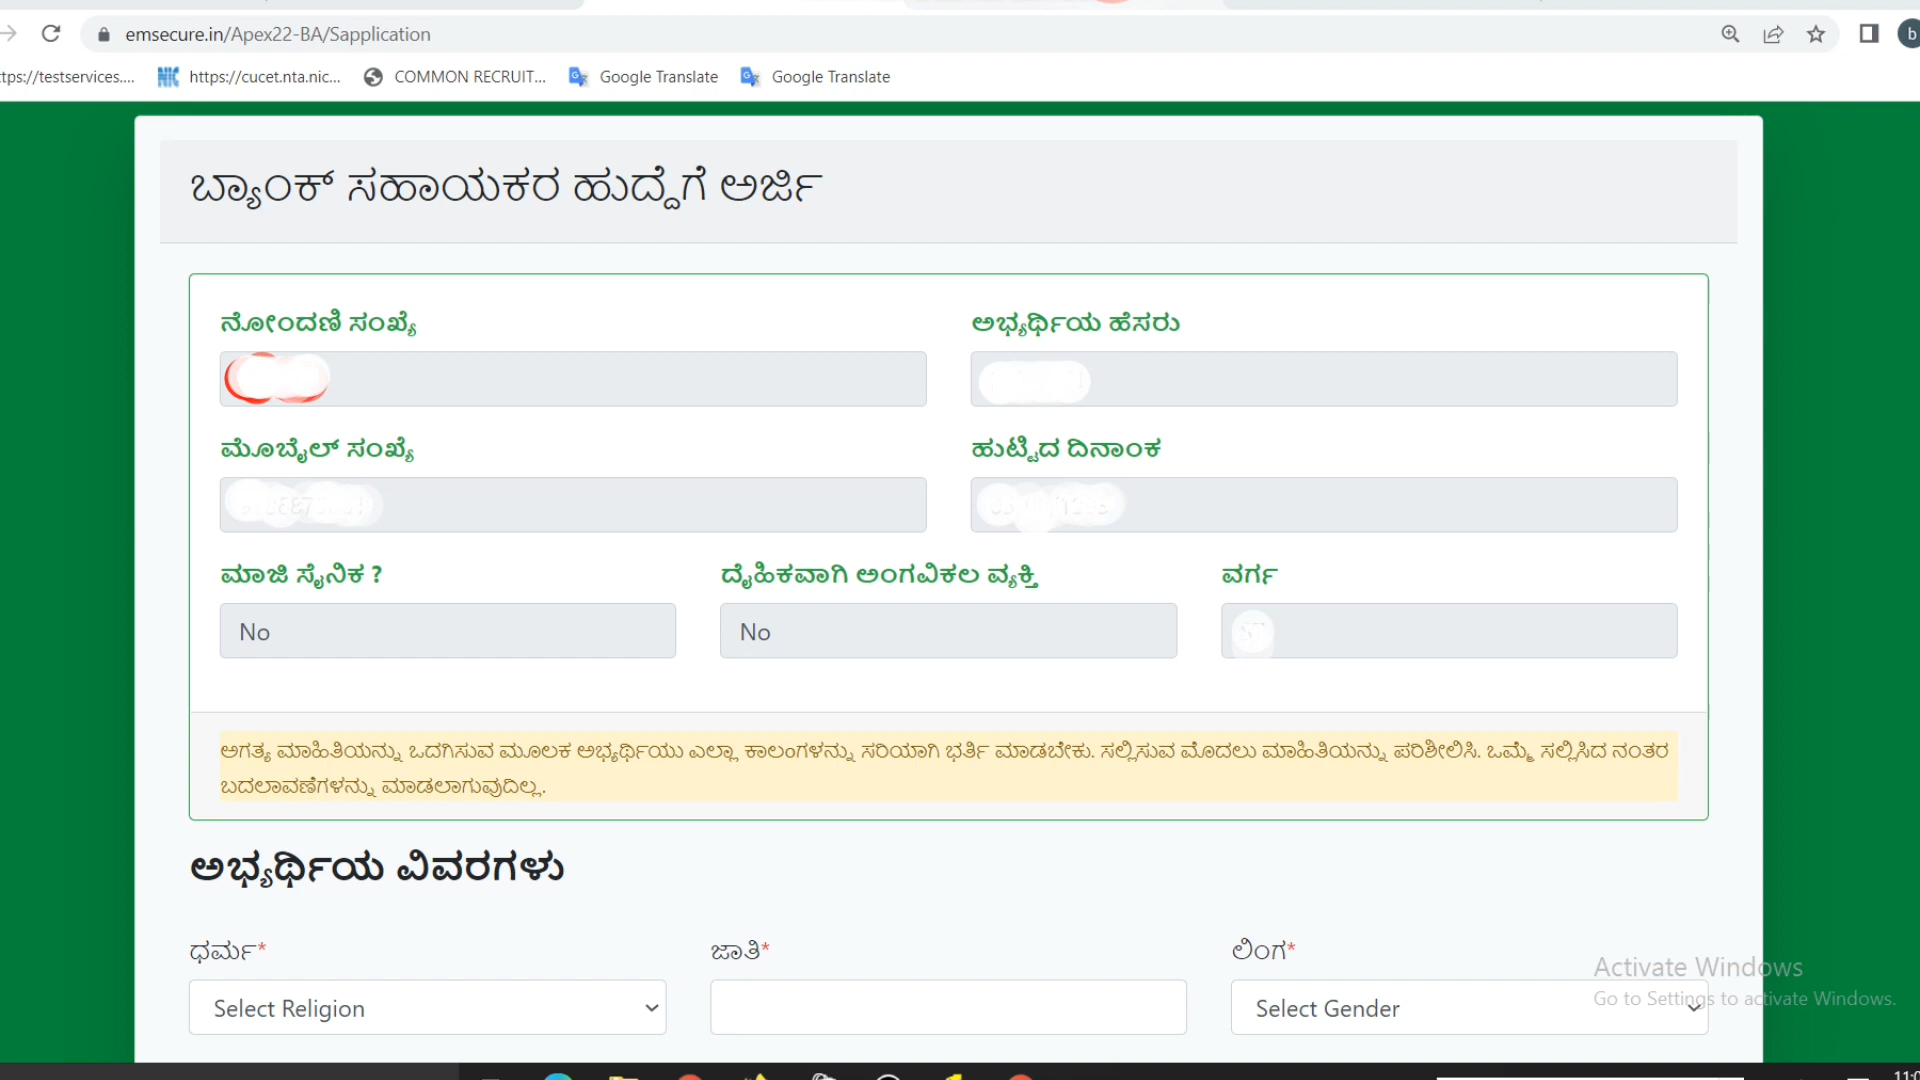 emsecure.in/Apex22-BA/Sapplication
b
tps://testservices.... https://cucet.nta.nic... COMMON RECRUIT... Google Translate Google Translate
ಬ್ಯಾಂಕ್ ಸಹಾಯಕರ ಹುದ್ದೆಗೆ ಅರ್ಜಿ
ನೋಂದಣಿ ಸಂಖ್ಯೆ ಅಭ್ಯರ್ಥಿಯ ಹೆಸರು
ಮೊಬೈಲ್ ಸಂಖ್ಯೆ ಹುಟ್ಟಿದ ದಿನಾಂಕ
ಮಾಜಿ ಸೈನಿಕ ? ದೈಹಿಕವಾಗಿ ಅಂಗವಿಕಲ ವ್ಯಕ್ತಿ ವರ್ಗ
No No
ಅಗತ್ಯ ಮಾಹಿತಿಯನ್ನು ಒದಗಿಸುವ ಮೂಲಕ ಅಭ್ಯರ್ಥಿಯು ಎಲ್ಲಾ ಕಾಲಂಗಳನ್ನು ಸರಿಯಾಗಿ ಭರ್ತಿ ಮಾಡಬೇಕು. ಸಲ್ಲಿಸುವ ಮೊದಲು ಮಾಹಿತಿಯನ್ನು ಪರಿಶೀಲಿಸಿ. ಒಮ್ಮೆ ಸಲ್ಲಿಸಿದ ನಂತರ
ಬದಲಾವಣೆಗಳನ್ನು ಮಾಡಲಾಗುವುದಿಲ್ಲ.
ಅಭ್ಯರ್ಥಿಯ ವಿವರಗಳು
ಧರ್ಮ* ಜಾತಿ* ಲಿಂಗ*
Select Religion Select Gender
Activate Windows
Go to Settings to activate Windows.